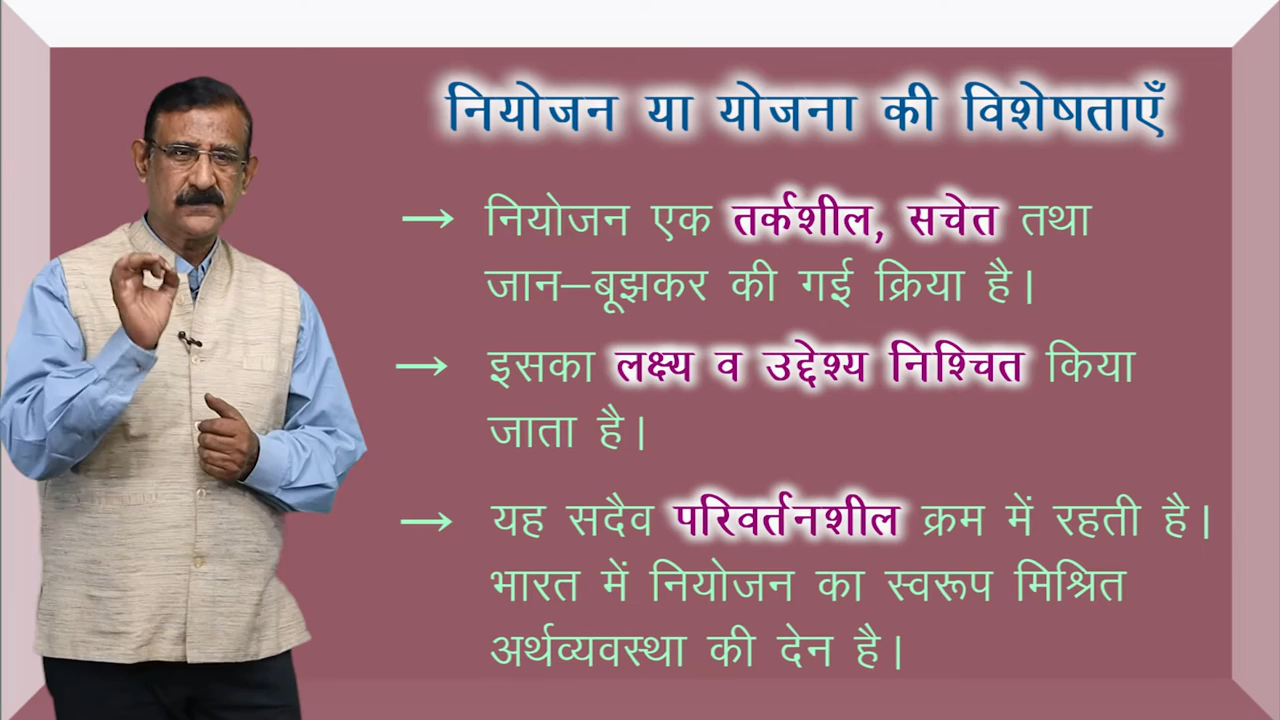 नियोजन या योजना की विशेषताएँ
→ नियोजन एक तर्कशील, सचेत तथा
जान–बूझकर की गई क्रिया है।
→ इसका लक्ष्य व उद्देश्य निश्चित किया
जाता है।
→ यह सदैव परिवर्तनशील क्रम में रहती है।
भारत में नियोजन का स्वरूप मिश्रित
अर्थव्यवस्था की देन है।